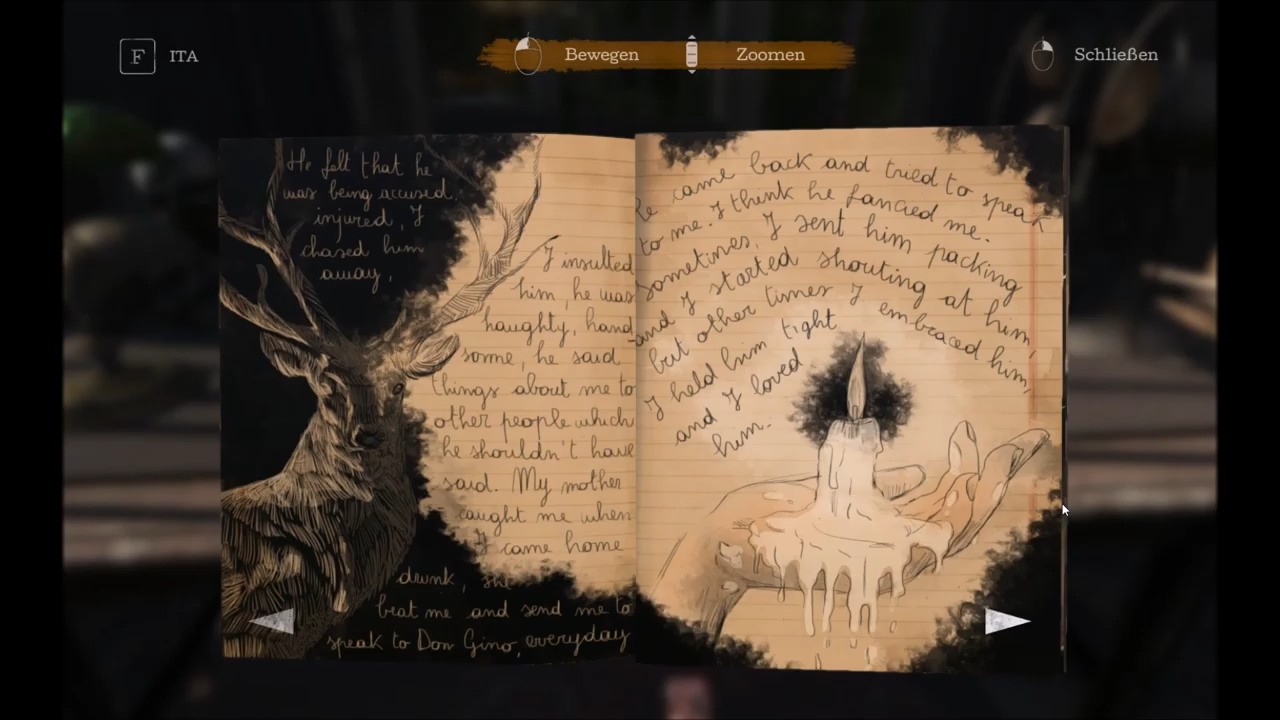 F ITA
Bewegen
Zoomen
Schließen
He felt that he
was being accused,
injured, I
chased him
away,
I insulted
him, he was
haughty, hand
some, he said
things about me to
other people which
he shouldn't have
said. My mother
caught me when
I came home
drunk, she
beat me and send me to
speak to Don Gino, everyday
He came back and tried to speak
to me. I think he fancied me.
Sometimes, I sent him packing
and I started shouting at him,
but other times I embraced him,
I held him tight
and I loved
him.